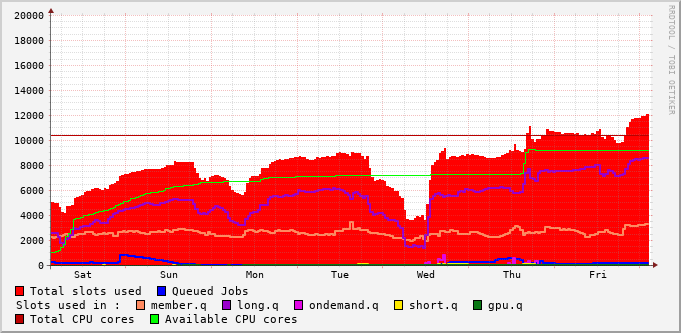 20000
18000
16000
14000
12000
10000
8000
6000
4000
2000
0
Sat Sun Mon Tue Wed Thu Fri
RRDTOOL / TOBI OETIKER
Total slots used Queued Jobs
Slots used in : member.q long.q ondemand.q short.q gpu.q
Total CPU cores Available CPU cores